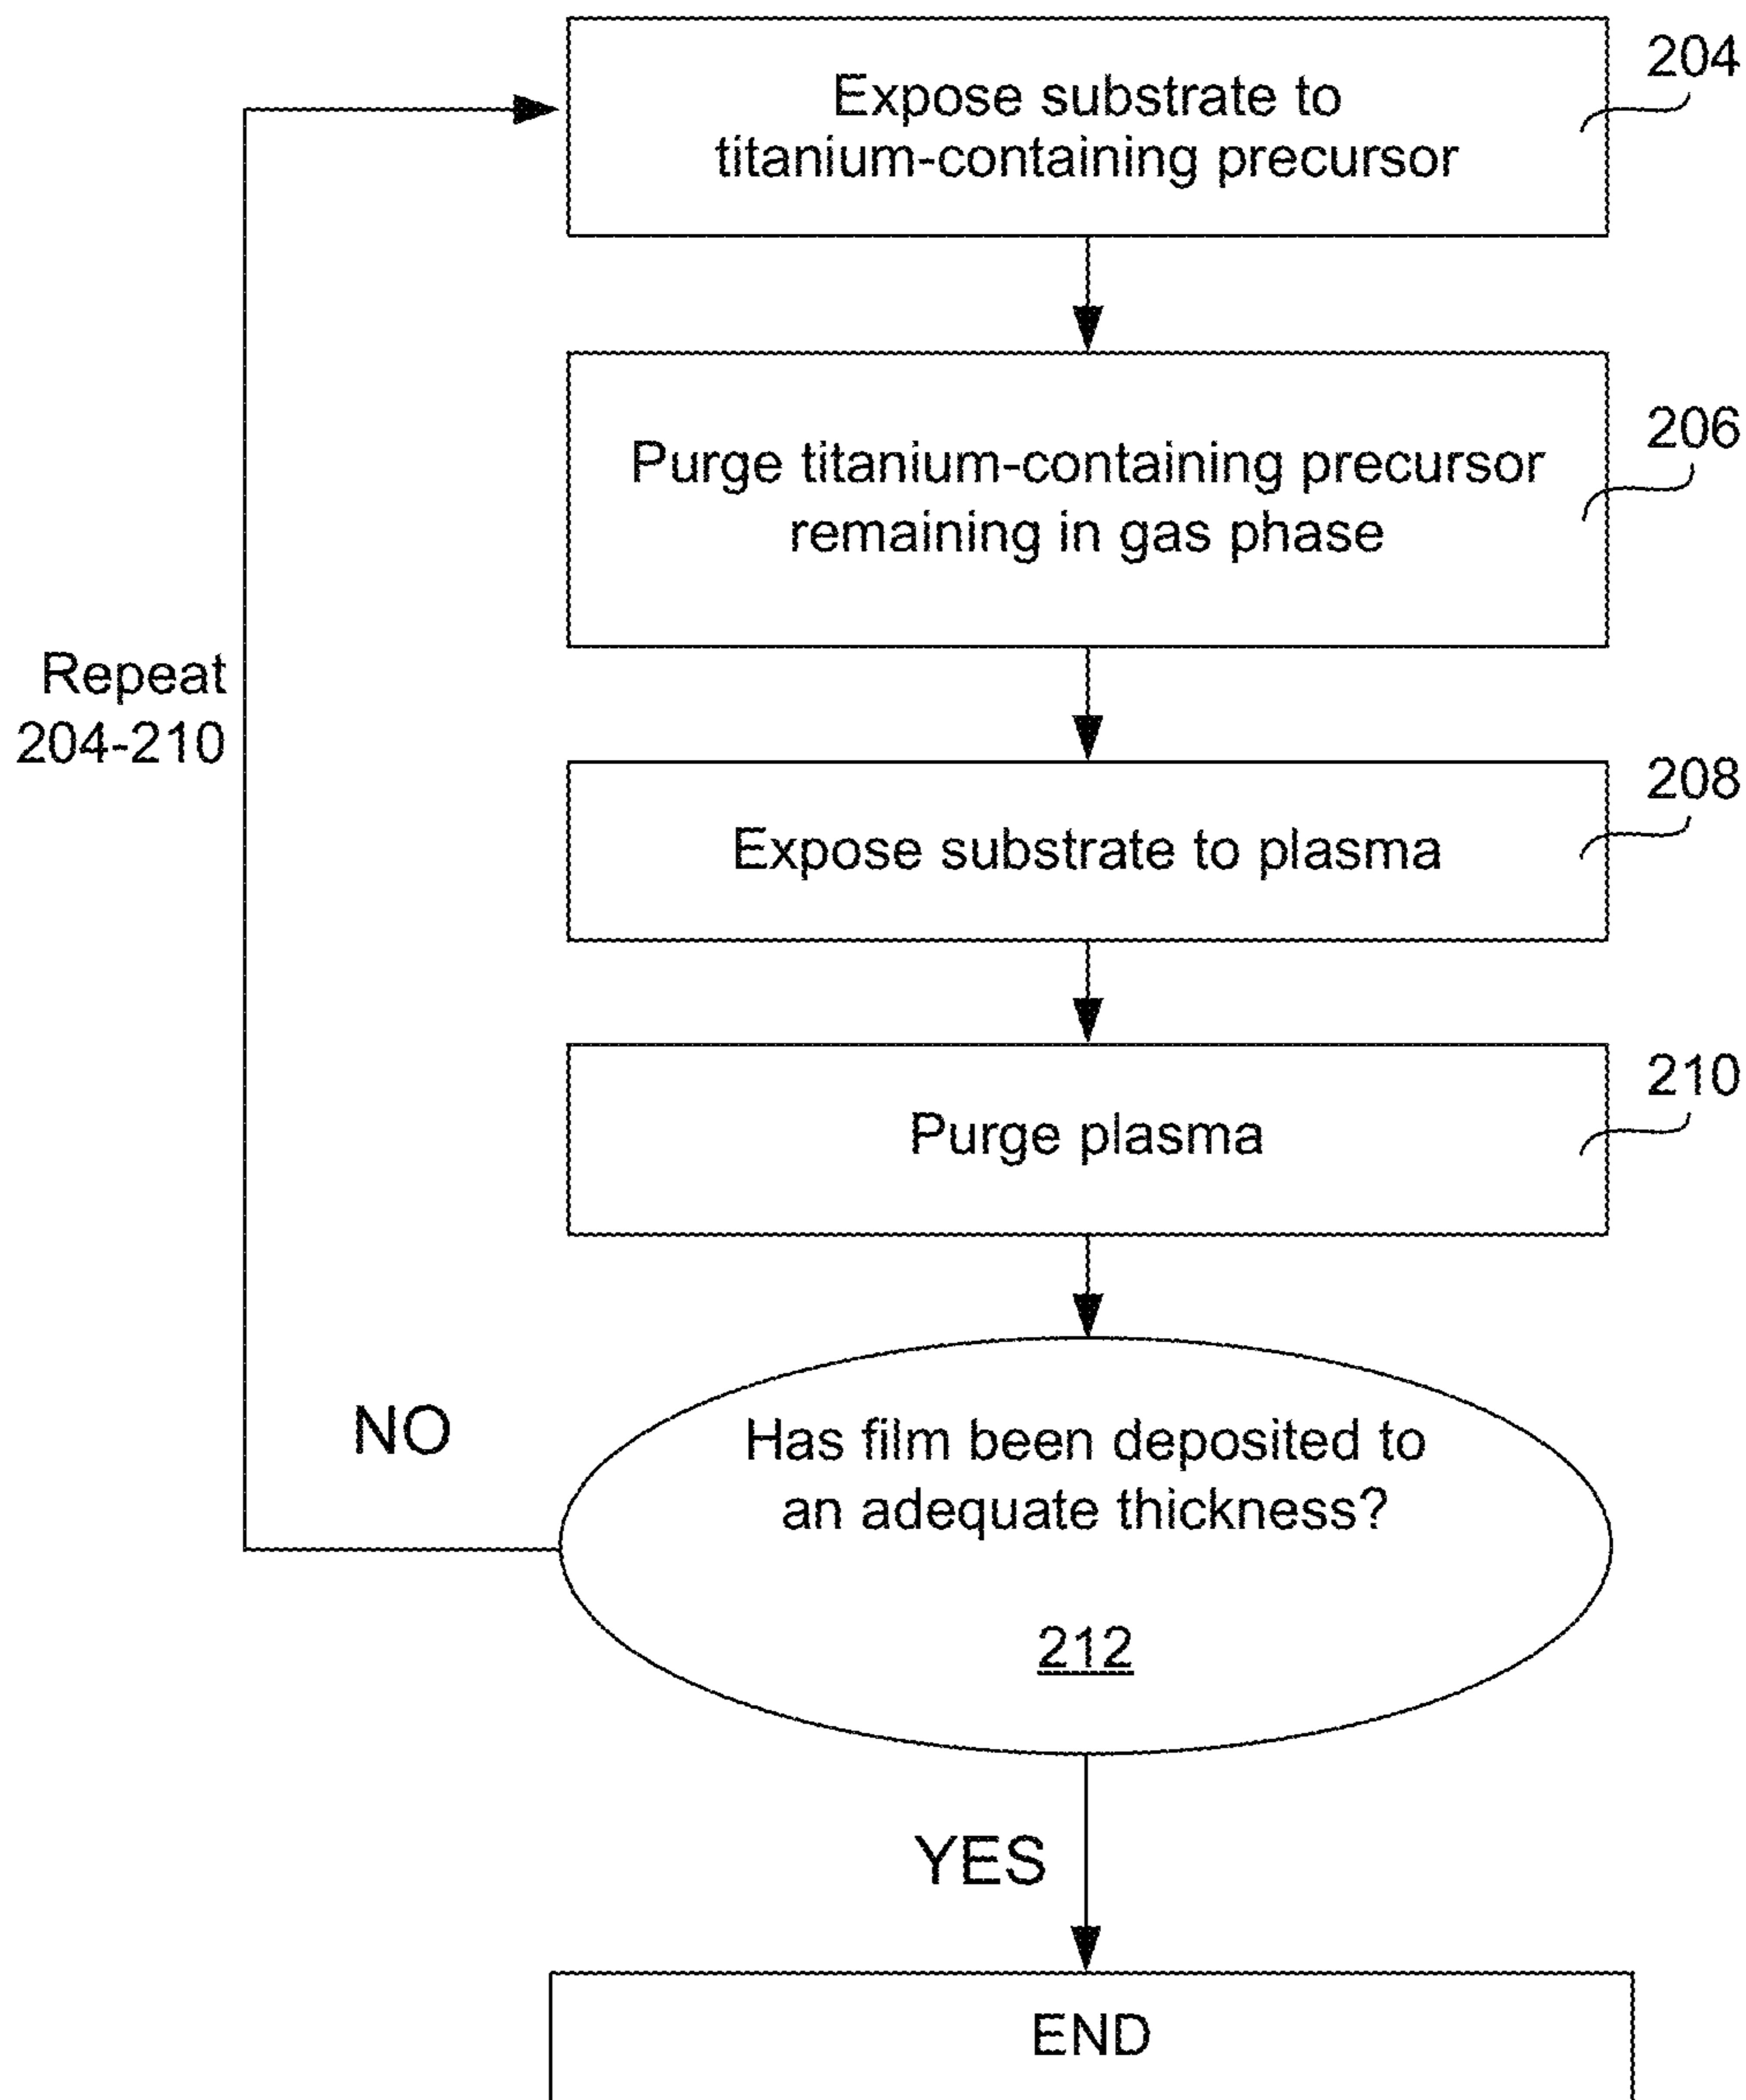 Expose substrate to
titanium-containing precursor
204
Purge titanium-containing precursor
remaining in gas phase
206
Repeat
204-210
Expose substrate to plasma
208
Purge plasma
210
Has film been deposited to
an adequate thickness?
212
NO
YES
END